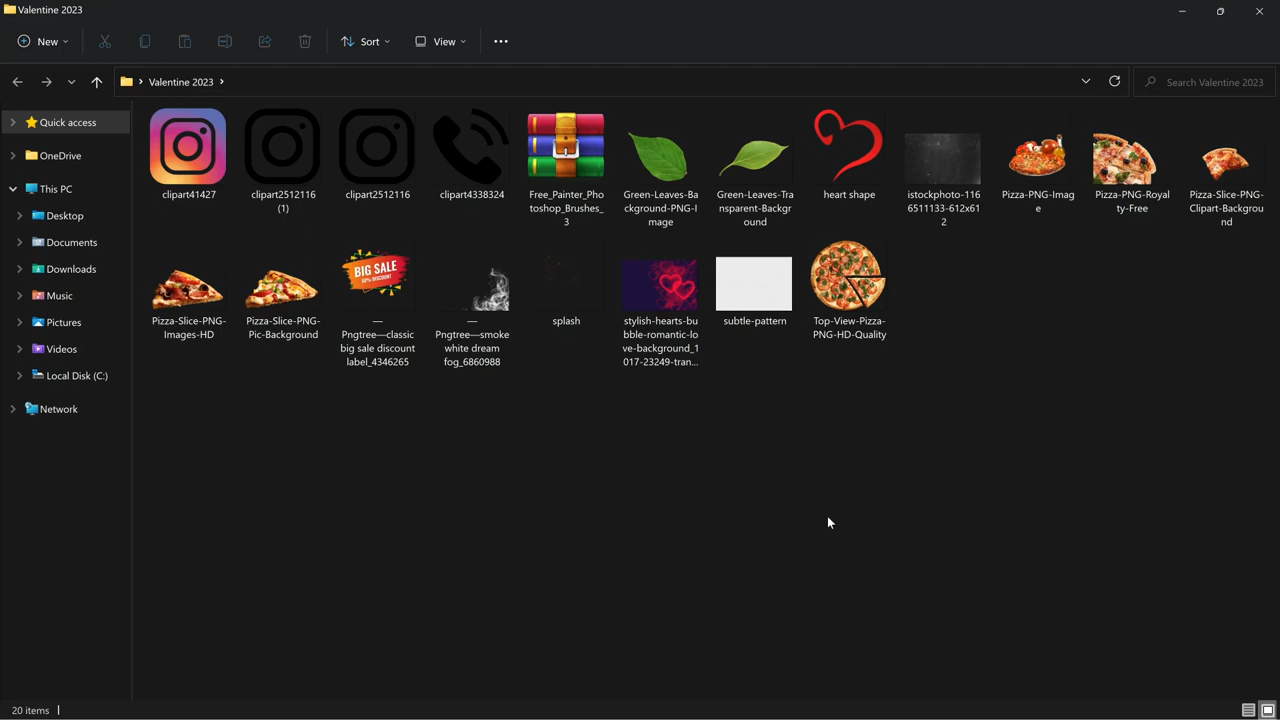 Valentine 2023
New
Sort
View
Valentine 2023
Search Valentine 2023
Quick access
OneDrive
This PC
Desktop
Documents
Downloads
Music
Pictures
Videos
Local Disk (C:)
Network
clipart41427
clipart2512116
(1)
clipart2512116
clipart4338324
Free_Painter_Pho
toshop_Brushes_
3
Green-Leaves-Ba
ckground-PNG-I
mage
Green-Leaves-Tra
nsparent-Backgr
ound
heart shape
istockphoto-116
6511133-612x61
2
Pizza-PNG-Imag
e
Pizza-PNG-Royal
ty-Free
Pizza-Slice-PNG-
Clipart-Backgrou
nd
Pizza-Slice-PNG-
Images-HD
Pizza-Slice-PNG-
Pic-Background
BIG SALE
—
Pngtree—classic
big sale discount
label_4346265
—
Pngtree—smoke
white dream
fog_6860988
splash
stylish-hearts-bu
bble-romantic-lo
ve-background_1
017-23249-tran...
subtle-pattern
Top-View-Pizza-
PNG-HD-Quality
20 items